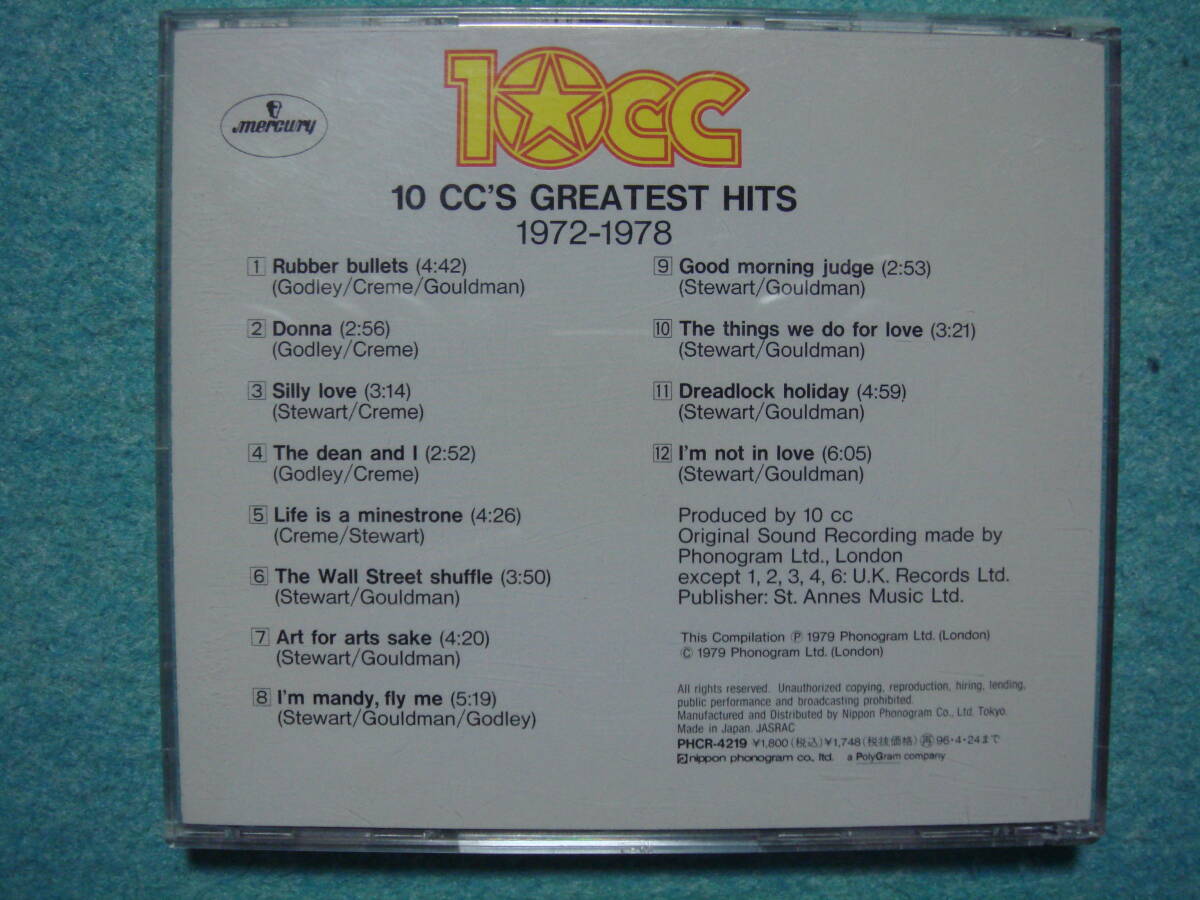 10cc
mercury
10 CC'S GREATEST HITS
1972-1978
1 Rubber bullets (4:42)
(Godley/Creme/Gouldman)
2 Donna (2:56)
(Godley/Creme)
3 Silly love (3:14)
(Stewart/Creme)
4 The dean and I (2:52)
(Godley/Creme)
5 Life is a minestrone (4:26)
(Creme/Stewart)
6 The Wall Street shuffle (3:50)
(Stewart/Gouldman)
7 Art for arts sake (4:20)
(Stewart/Gouldman)
8 I'm mandy, fly me (5:19)
(Stewart/Gouldman/Godley)
9 Good morning judge (2:53)
(Stewart/Gouldman)
10 The things we do for love (3:21)
(Stewart/Gouldman)
11 Dreadlock holiday (4:59)
(Stewart/Gouldman)
12 I'm not in love (6:05)
(Stewart/Gouldman)
Produced by 10 cc
Original Sound Recording made by
Phonogram Ltd., London
except 1, 2, 3, 4, 6: U.K. Records Ltd.
Publisher: St. Annes Music Ltd.
This Compilation Ⓟ 1979 Phonogram Ltd. (London)
© 1979 Phonogram Ltd. (London)
All rights reserved. Unauthorized copying, reproduction, hiring, lending,
public performance and broadcasting prohibited.
Manufactured and Distributed by Nippon Phonogram Co., Ltd. Tokyo.
Made in Japan. JASRAC
PHCR-4219 ¥1,800(税込)¥1,748(税抜価格)㊢96・4・24まで
nippon phonogram co., ltd. a PolyGram company